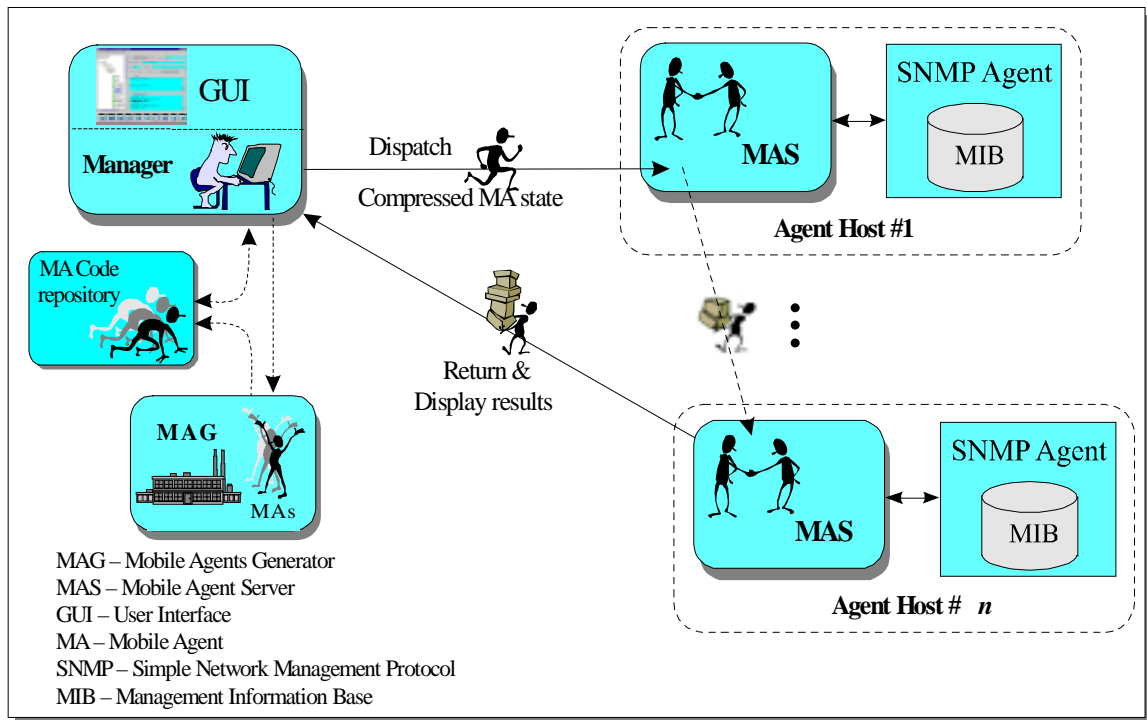 GUI
Manager
Dispatch
Compressed MA state
MAS
SNMP Agent
MIB
Agent Host #1
MA Code
repository
Return &
Display results
MAG
MAs
MAS
SNMP Agent
MIB
Agent Host # n
MAG – Mobile Agents Generator
MAS – Mobile Agent Server
GUI – User Interface
MA – Mobile Agent
SNMP – Simple Network Management Protocol
MIB – Management Information Base